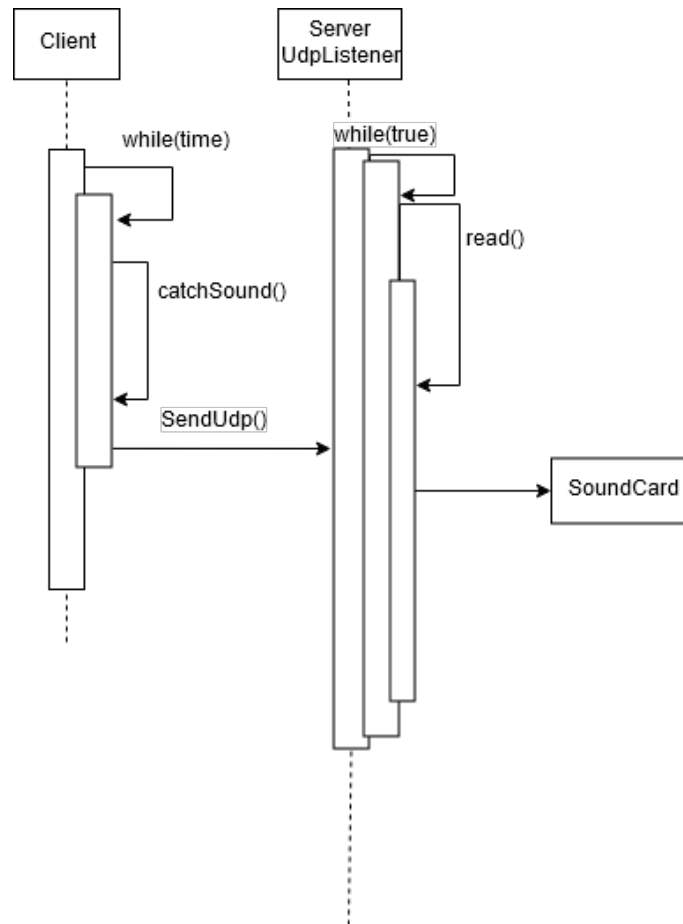 Client
Server
UdpListener
while(time)
while(true)
read()
catchSound()
SendUdp()
SoundCard